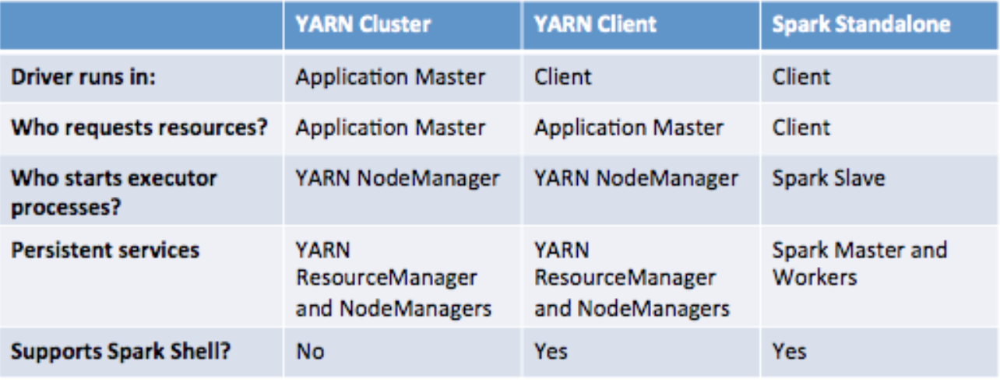 YARN Cluster YARN Client Spark Standalone
Driver runs in: Application Master Client Client
Who requests resources? Application Master Application Master Client
Who starts executor YARN NodeManager YARN NodeManager Spark Slave
processes?
Persistent services YARN YARN Spark Master and
ResourceManager ResourceManager Workers
and NodeManagers and NodeManagers
Supports Spark Shell? No Yes Yes